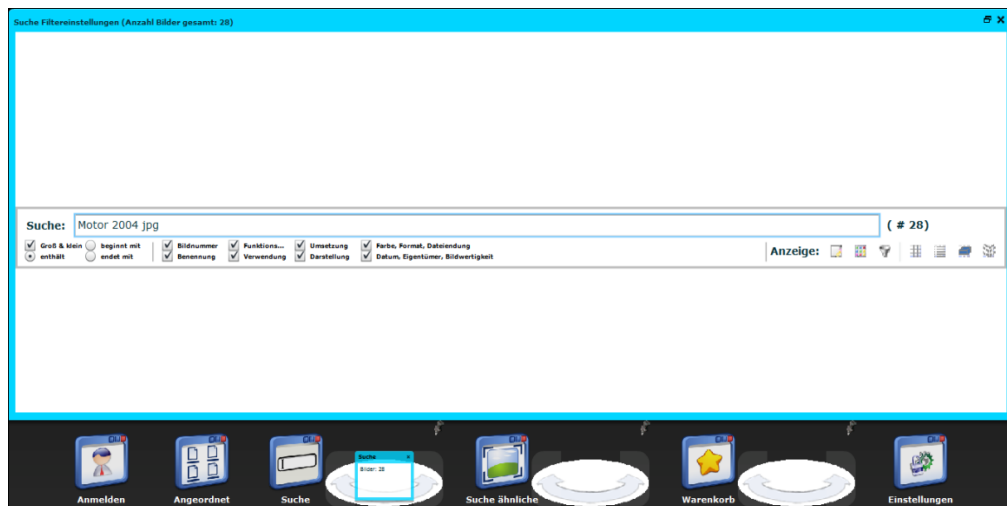 Suche Filtereinstellungen (Anzahl Bilder gesamt: 28)
Suche: Motor 2004 jpg ( # 28)
Groß & klein beginnt mit Bildnummer Funktions... Umsetzung Farbe, Format, Dateiendung
enthält endet mit Benennung Verwendung Darstellung Datum, Eigentümer, Bildwertigkeit
Anzeige:
Suche
Bilder: 28
Anmelden Angeordnet Suche Suche ähnliche Warenkorb Einstellungen